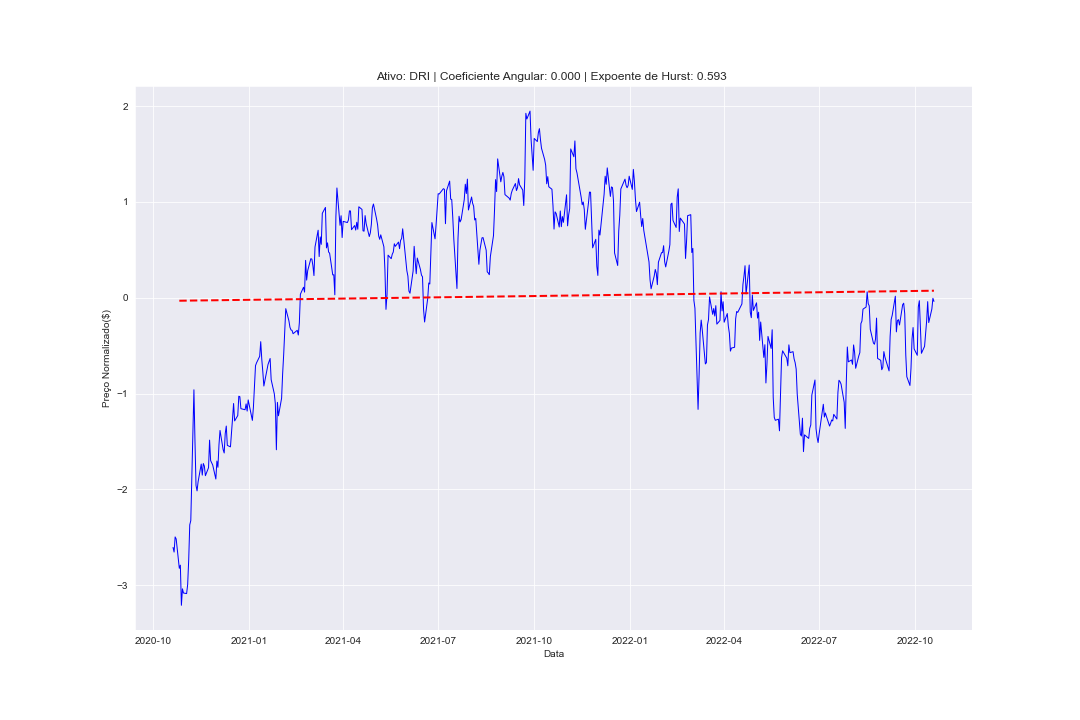 Ativo: DRI | Coeficiente Angular: 0.000 | Expoente de Hurst: 0.593
Preço Normalizado($)
2
1
0
−1
−2
−3
2020-10 2021-01 2021-04 2021-07 2021-10 2022-01 2022-04 2022-07 2022-10
Data